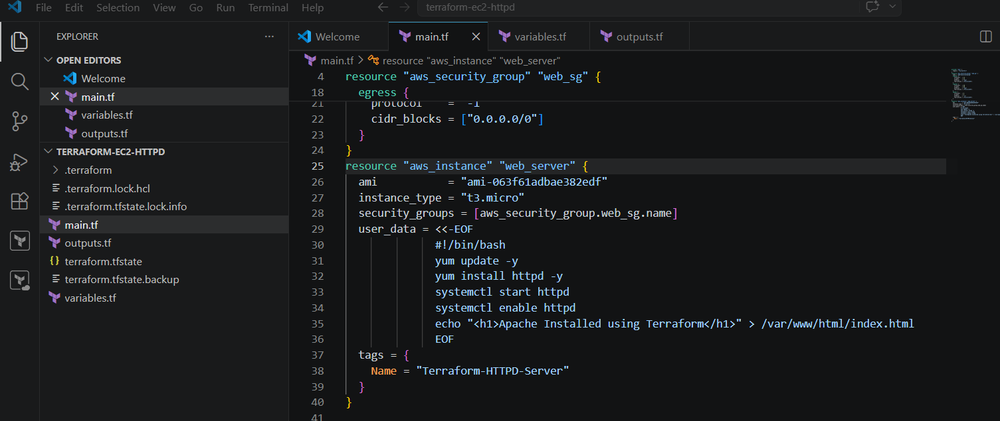 File Edit Selection View Go Run Terminal Help
terraform-ec2-httpd
EXPLORER
OPEN EDITORS
Welcome
main.tf
variables.tf
outputs.tf
TERRAFORM-EC2-HTTPD
.terraform
.terraform.lock.hcl
.terraform.tfstate.lock.info
main.tf
outputs.tf
{} terraform.tfstate
terraform.tfstate.backup
variables.tf
Welcome main.tf variables.tf outputs.tf
main.tf > resource "aws_instance" "web_server"
4 resource "aws_security_group" "web_sg" {
18 egress {
21 protocol = "-1"
22 cidr_blocks = ["0.0.0.0/0"]
23 }
24 }
25 resource "aws_instance" "web_server" {
26 ami = "ami-063f61adbae382edf"
27 instance_type = "t3.micro"
28 security_groups = [aws_security_group.web_sg.name]
29 user_data = <<-EOF
30 #!/bin/bash
31 yum update -y
32 yum install httpd -y
33 systemctl start httpd
34 systemctl enable httpd
35 echo "<h1>Apache Installed using Terraform</h1>" > /var/www/html/index.html
36 EOF
37 tags = {
38 Name = "Terraform-HTTPD-Server"
39 }
40 }
41